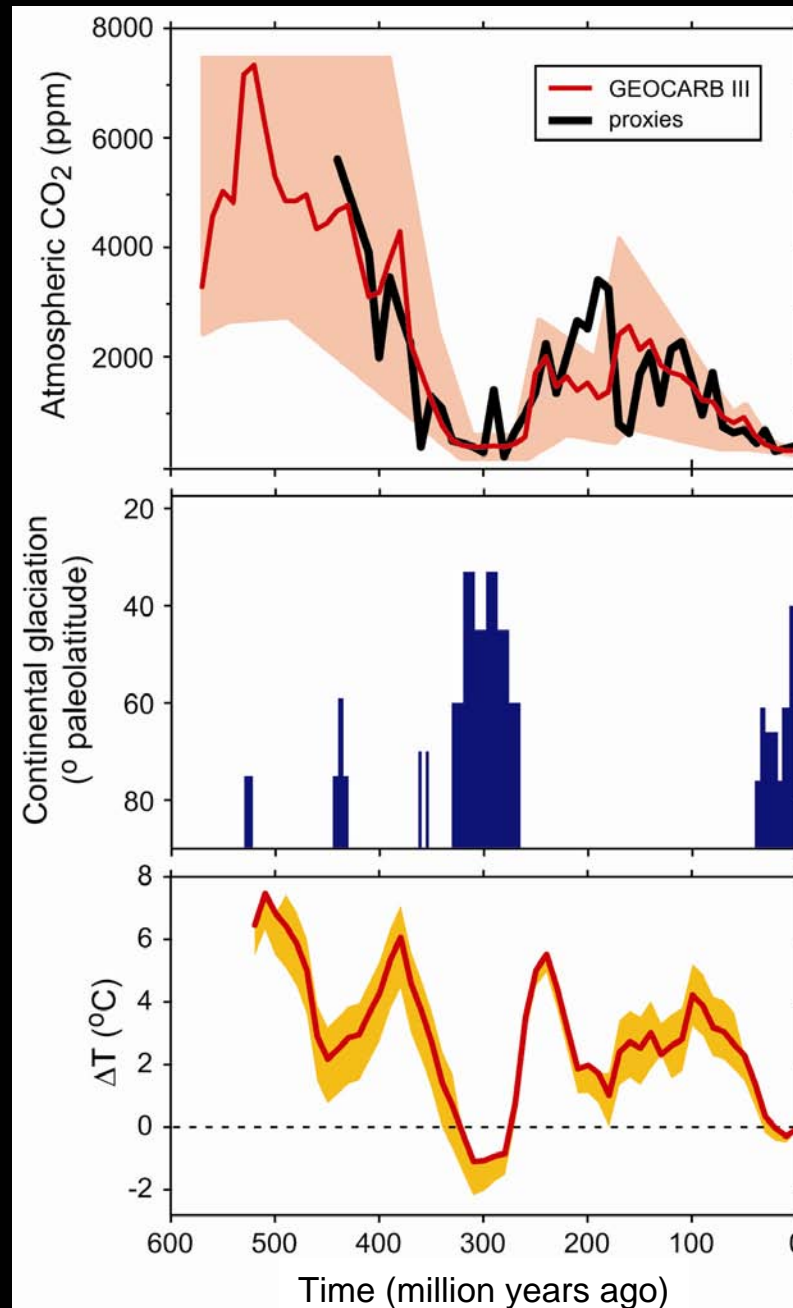 8000
6000
4000
2000
Atmospheric CO2 (ppm)
GEOCARB III
proxies
20
40
60
80
Continental glaciation
(º paleolatitude)
8
6
4
2
0
-2
ΔT (ºC)
600
500
400
300
200
100
Time (million years ago)